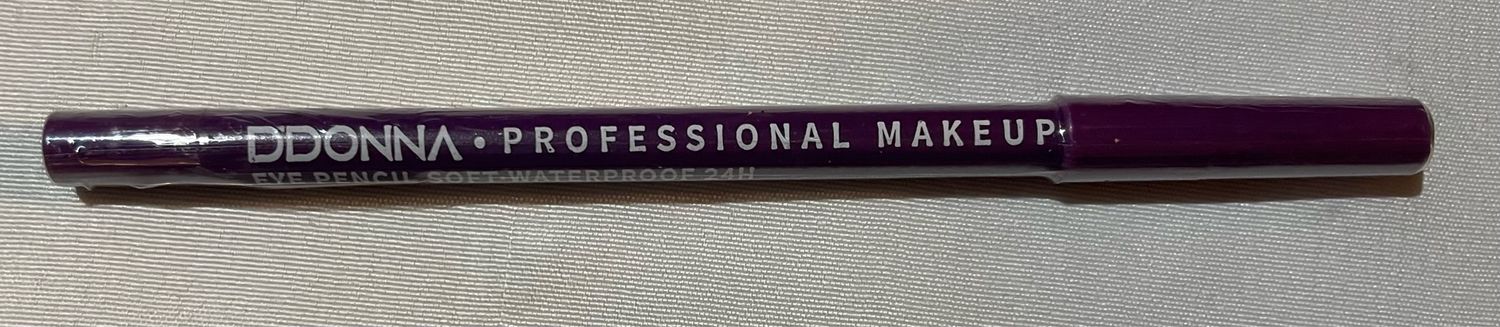 DDONNA • PROFESSIONAL MAKEUP
EYE PENCIL SOFT WATERPROOF 24H